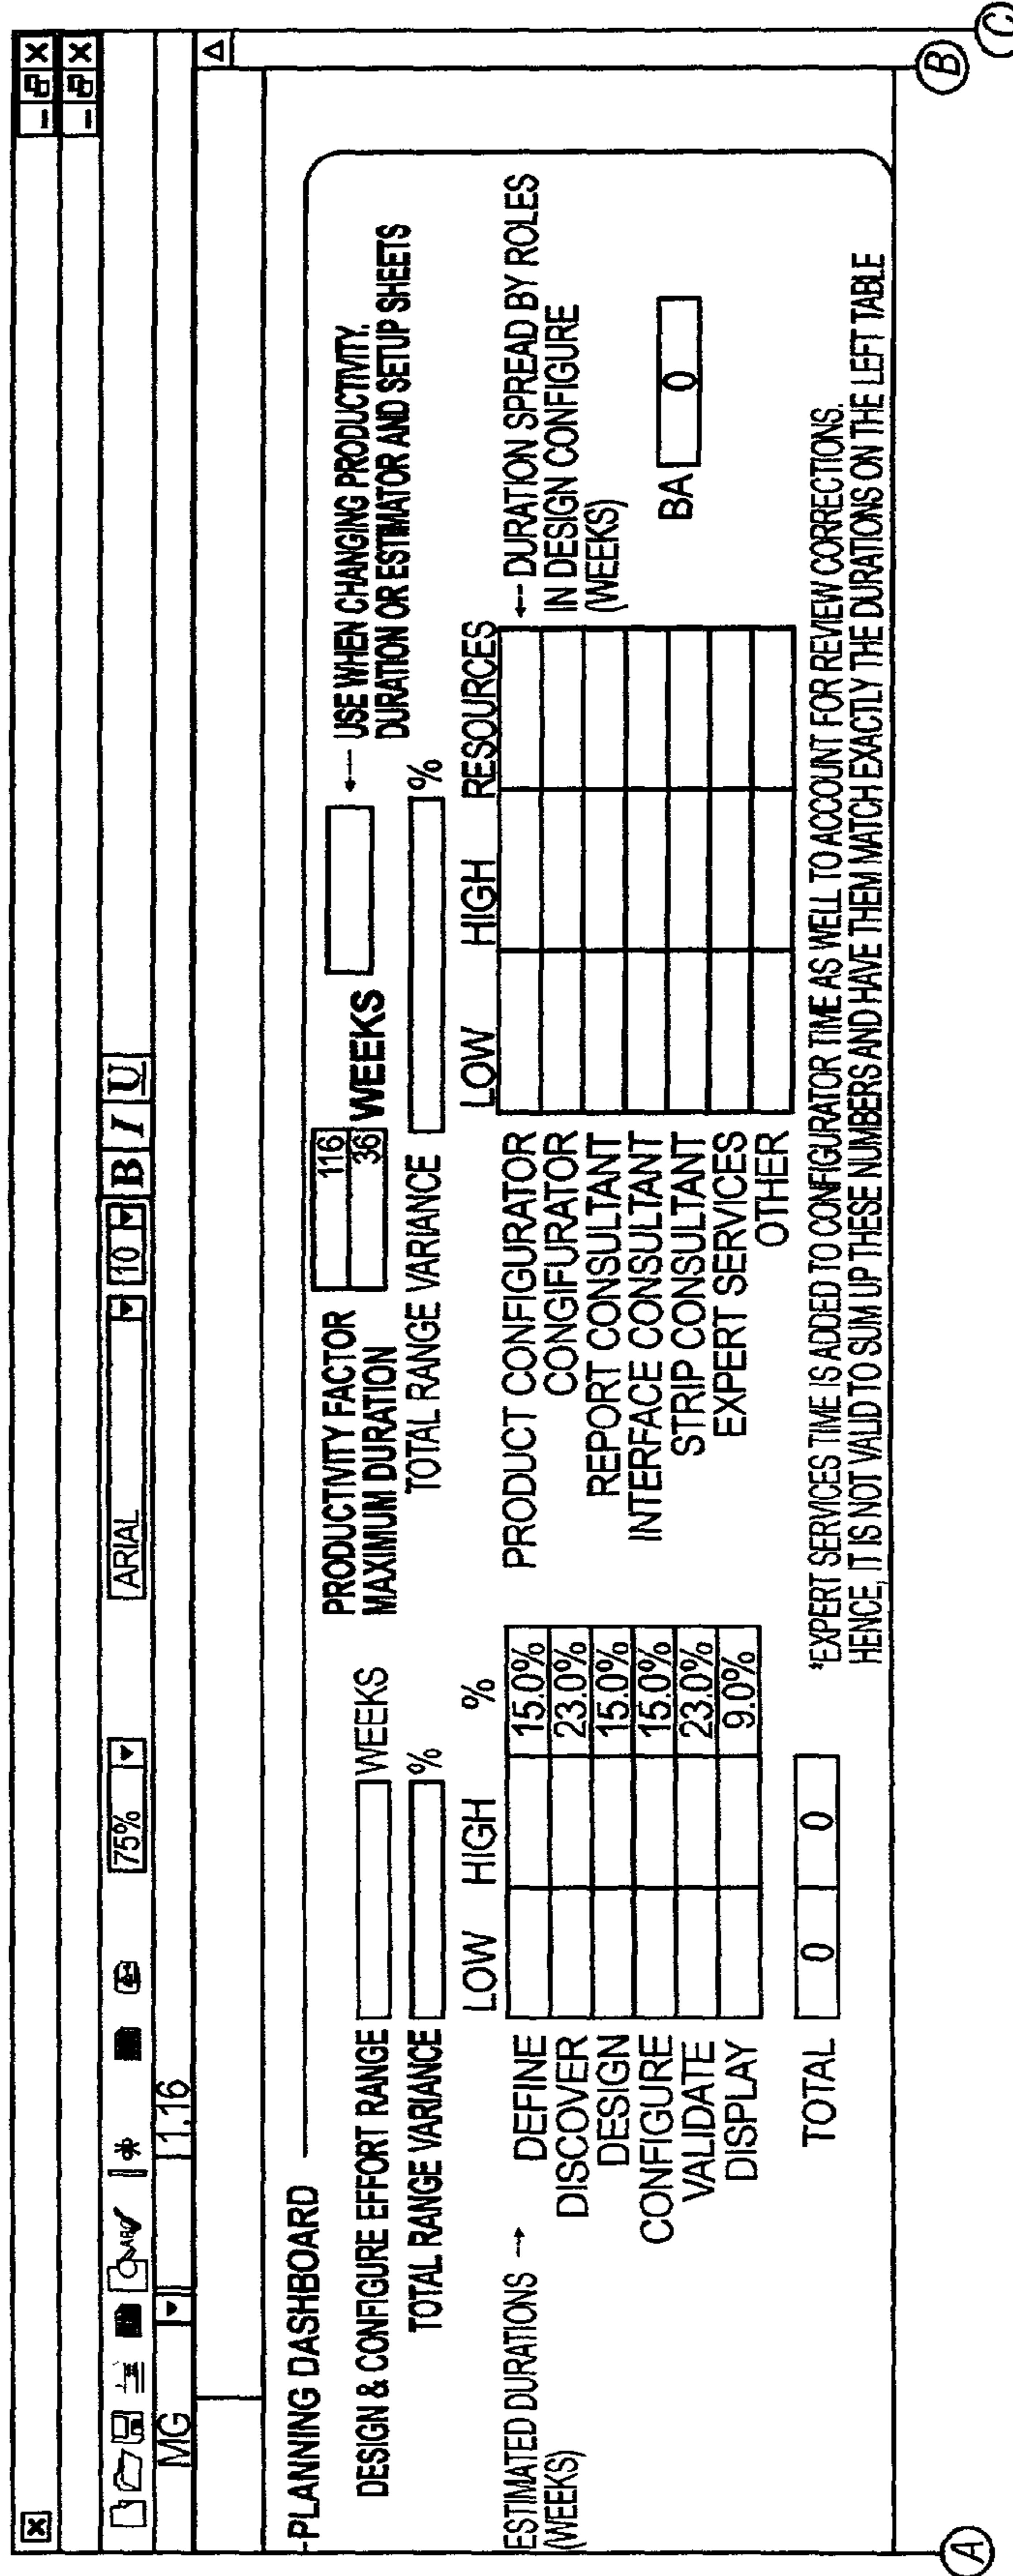 ARIAL
10
B I U
75%
MG
1.16
PLANNING DASHBOARD
DESIGN & CONFIGURE EFFORT RANGE
WEEKS
TOTAL RANGE VARIANCE
%
PRODUCTIVITY FACTOR 116
MAXIMUM DURATION 36 WEEKS
TOTAL RANGE VARIANCE %
←--- USE WHEN CHANGING PRODUCTIVITY.
DURATION OR ESTIMATOR AND SETUP SHEETS
ESTIMATED DURATIONS --→
(WEEKS)
LOW HIGH %
DEFINE 15.0%
DISCOVER 23.0%
DESIGN 15.0%
CONFIGURE 15.0%
VALIDATE 23.0%
DISPLAY 9.0%
TOTAL 0 0
LOW HIGH RESOURCES
PRODUCT CONFIGURATOR
CONGIFURATOR
REPORT CONSULTANT
INTERFACE CONSULTANT
STRIP CONSULTANT
EXPERT SERVICES
OTHER
←-- DURATION SPREAD BY ROLES
IN DESIGN CONFIGURE
(WEEKS)
BA 0
*EXPERT SERVICES TIME IS ADDED TO CONFIGURATOR TIME AS WELL TO ACCOUNT FOR REVIEW CORRECTIONS.
HENCE, IT IS NOT VALID TO SUM UP THESE NUMBERS AND HAVE THEM MATCH EXACTLY THE DURATIONS ON THE LEFT TABLE
A
B
C